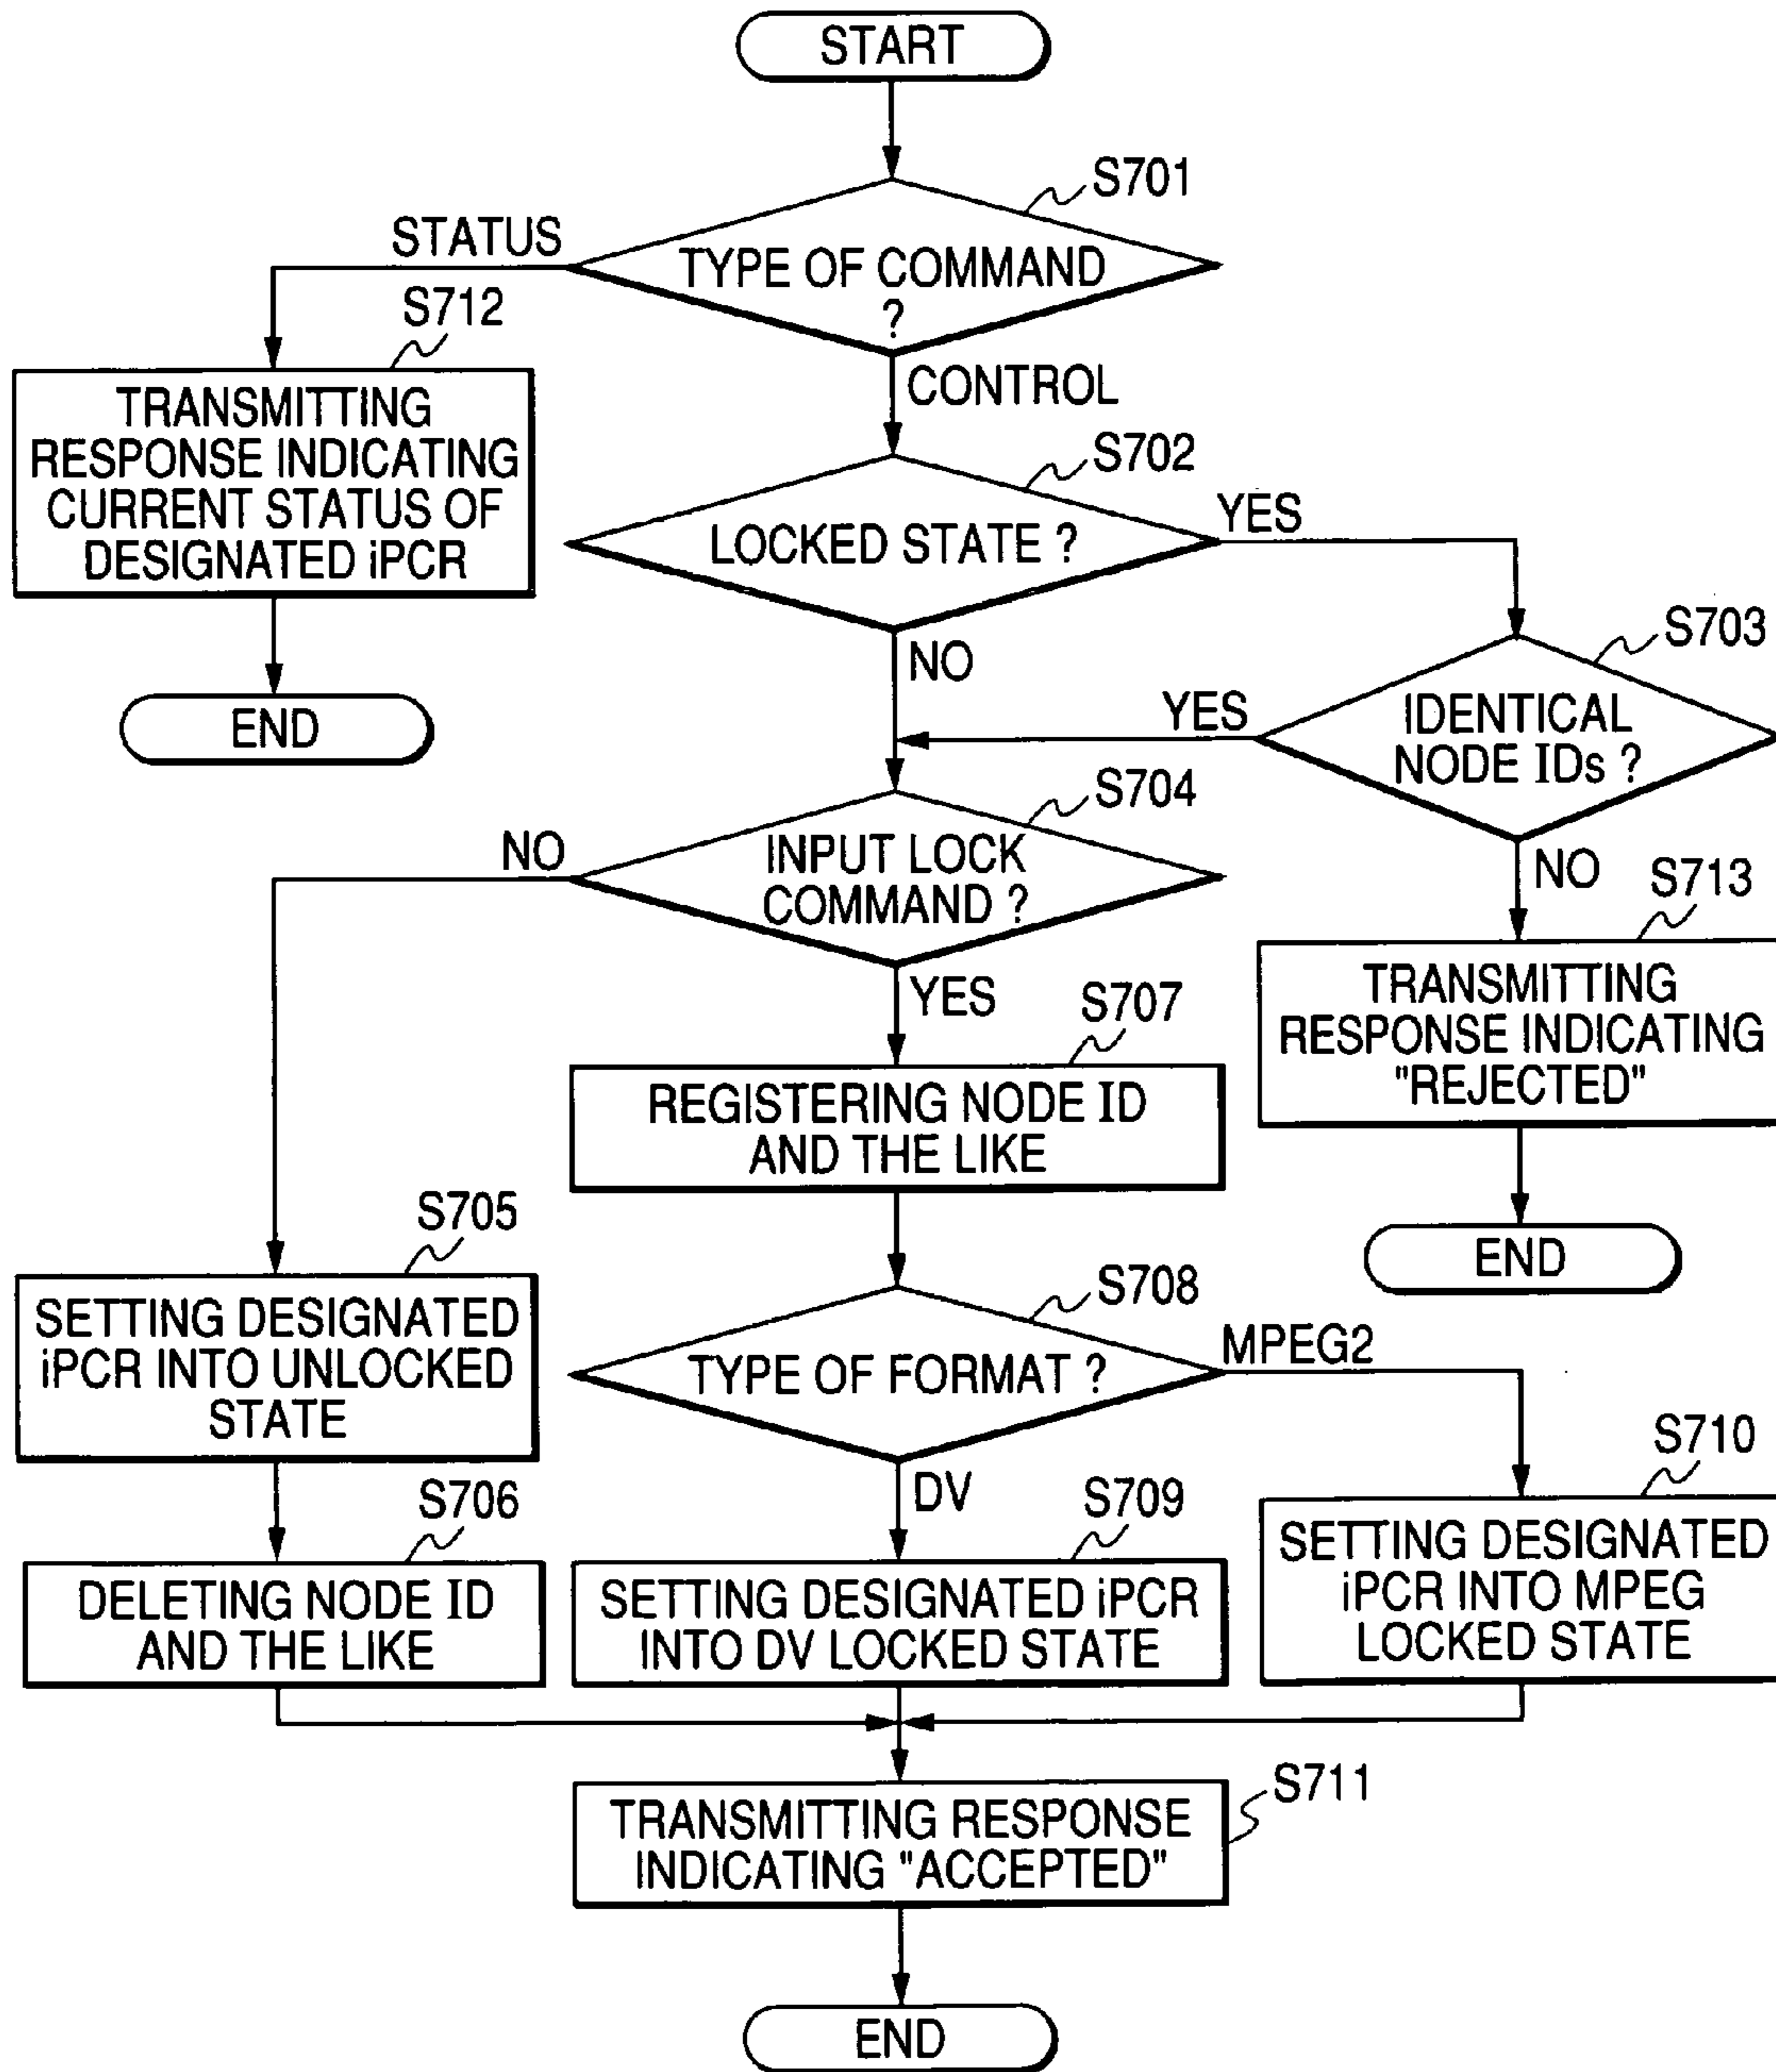 START
S701
STATUS
TYPE OF COMMAND
?
S712
CONTROL
TRANSMITTING
RESPONSE INDICATING
CURRENT STATUS OF
DESIGNATED iPCR
S702
YES
LOCKED STATE ?
NO
S703
END
YES
IDENTICAL
NODE IDs ?
S704
NO
INPUT LOCK
COMMAND ?
NO
S713
YES
S707
TRANSMITTING
RESPONSE INDICATING
"REJECTED"
REGISTERING NODE ID
AND THE LIKE
S705
END
S708
SETTING DESIGNATED
iPCR INTO UNLOCKED
STATE
MPEG2
TYPE OF FORMAT ?
S710
S706
DV
S709
SETTING DESIGNATED
iPCR INTO MPEG
LOCKED STATE
DELETING NODE ID
AND THE LIKE
SETTING DESIGNATED iPCR
INTO DV LOCKED STATE
S711
TRANSMITTING RESPONSE
INDICATING "ACCEPTED"
END